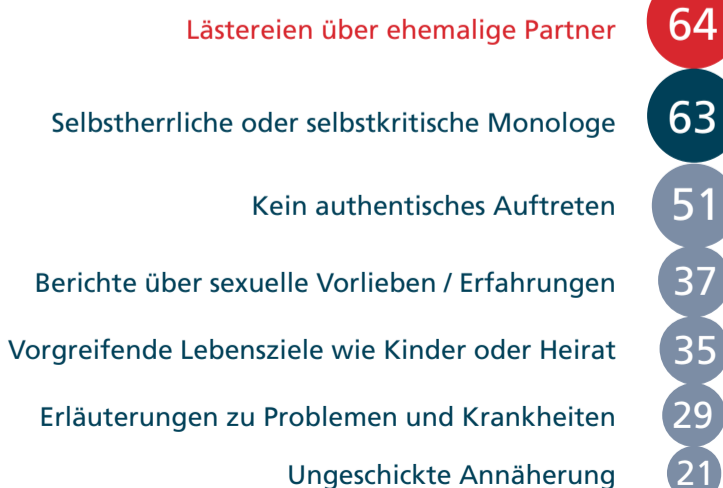 Lästereien über ehemalige Partner 64
Selbstherrliche oder selbstkritische Monologe 63
Kein authentisches Auftreten 51
Berichte über sexuelle Vorlieben / Erfahrungen 37
Vorgreifende Lebensziele wie Kinder oder Heirat 35
Erläuterungen zu Problemen und Krankheiten 29
Ungeschickte Annäherung 21